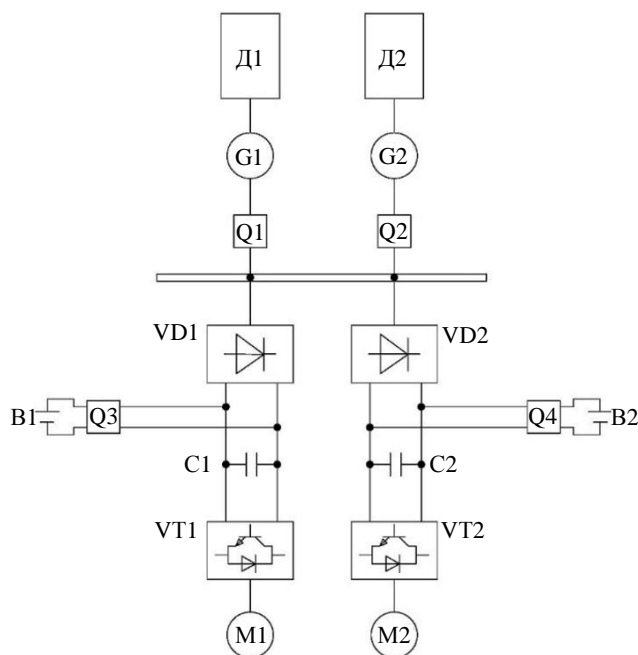 Д1 Д2
G1 G2
Q1 Q2
VD1 VD2
B1 Q3 Q4 B2
C1 C2
VT1 VT2
M1 M2